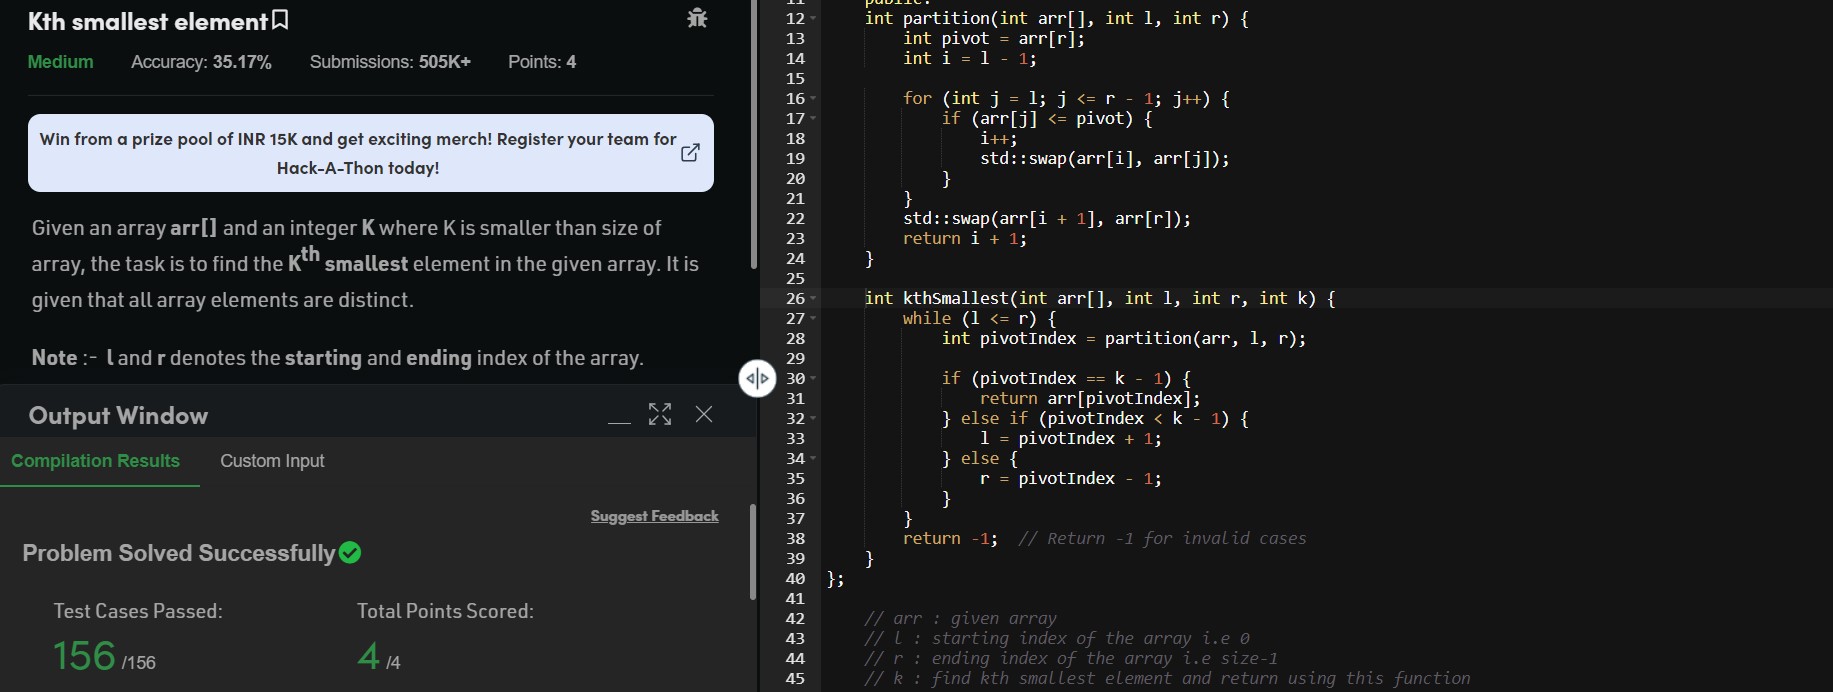 Kth smallest element
Medium Accuracy: 35.17% Submissions: 505K+ Points: 4
Win from a prize pool of INR 15K and get exciting merch! Register your team for
Hack-A-Thon today!
Given an array arr[] and an integer K where K is smaller than size of
array, the task is to find the Kth smallest element in the given array. It is
given that all array elements are distinct.
Note :- l and r denotes the starting and ending index of the array.
Output Window
Compilation Results Custom Input
Suggest Feedback
Problem Solved Successfully
Test Cases Passed: Total Points Scored:
156 /156 4 /4
11 public:
12 int partition(int arr[], int l, int r) {
13 int pivot = arr[r];
14 int i = l - 1;
15
16 for (int j = l; j <= r - 1; j++) {
17 if (arr[j] <= pivot) {
18 i++;
19 std::swap(arr[i], arr[j]);
20 }
21 }
22 std::swap(arr[i + 1], arr[r]);
23 return i + 1;
24 }
25
26 int kthSmallest(int arr[], int l, int r, int k) {
27 while (l <= r) {
28 int pivotIndex = partition(arr, l, r);
29
30 if (pivotIndex == k - 1) {
31 return arr[pivotIndex];
32 } else if (pivotIndex < k - 1) {
33 l = pivotIndex + 1;
34 } else {
35 r = pivotIndex - 1;
36 }
37 }
38 return -1; // Return -1 for invalid cases
39 }
40 };
41
42 // arr : given array
43 // l : starting index of the array i.e 0
44 // r : ending index of the array i.e size-1
45 // k : find kth smallest element and return using this function